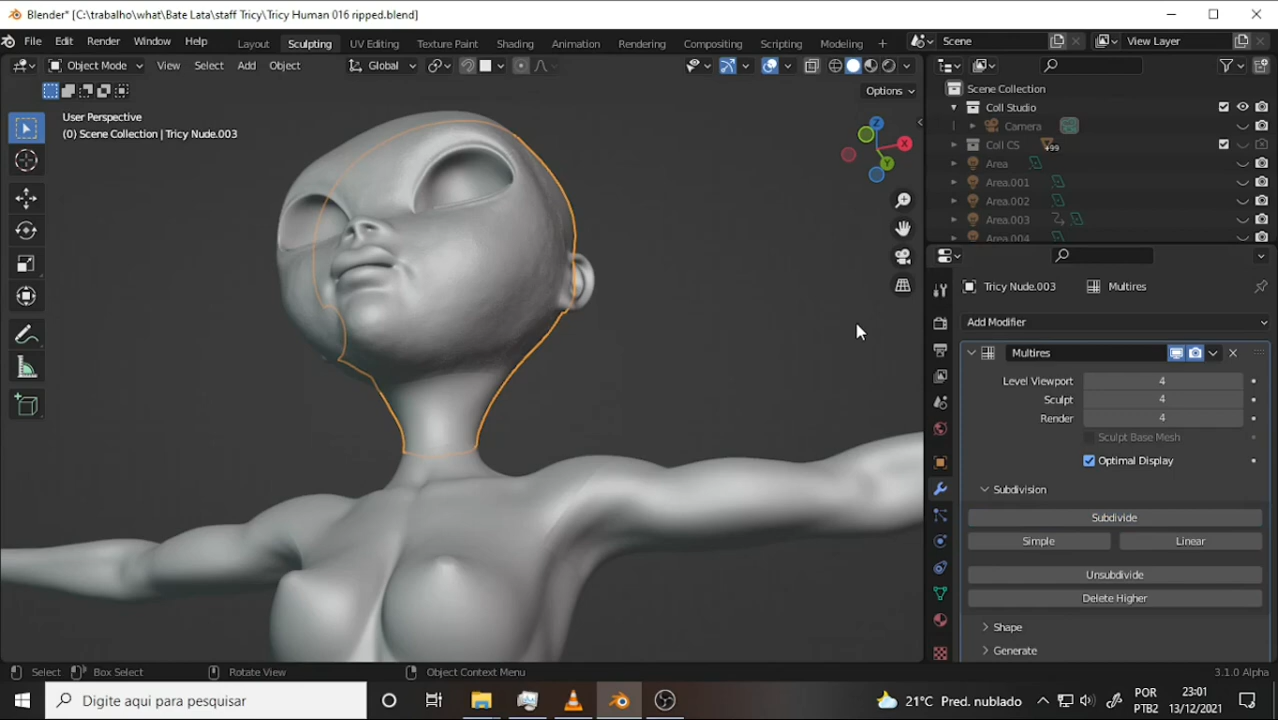 Blender* [C:\trabalho\what\Bate Lata\staff Tricy\Tricy Human 016 ripped.blend]
File Edit Render Window Help Layout Sculpting UV Editing Texture Paint Shading Animation Rendering Compositing Scripting Modeling + Scene View Layer
Object Mode View Select Add Object Global
Options
User Perspective
(0) Scene Collection | Tricy Nude.003
Z
X
Y
Scene Collection
Coll Studio
Camera
Coll CS +99
Area
Area.001
Area.002
Area.003
Area.004
Tricy Nude.003 Multires
Add Modifier
Multires
Level Viewport 4
Sculpt 4
Render 4
Sculpt Base Mesh
Optimal Display
Subdivision
Subdivide
Simple Linear
Unsubdivide
Delete Higher
Shape
Generate
Select Box Select Rotate View Object Context Menu 3.1.0 Alpha
Digite aqui para pesquisar 21°C Pred. nublado POR 23:01
PTB2 13/12/2021